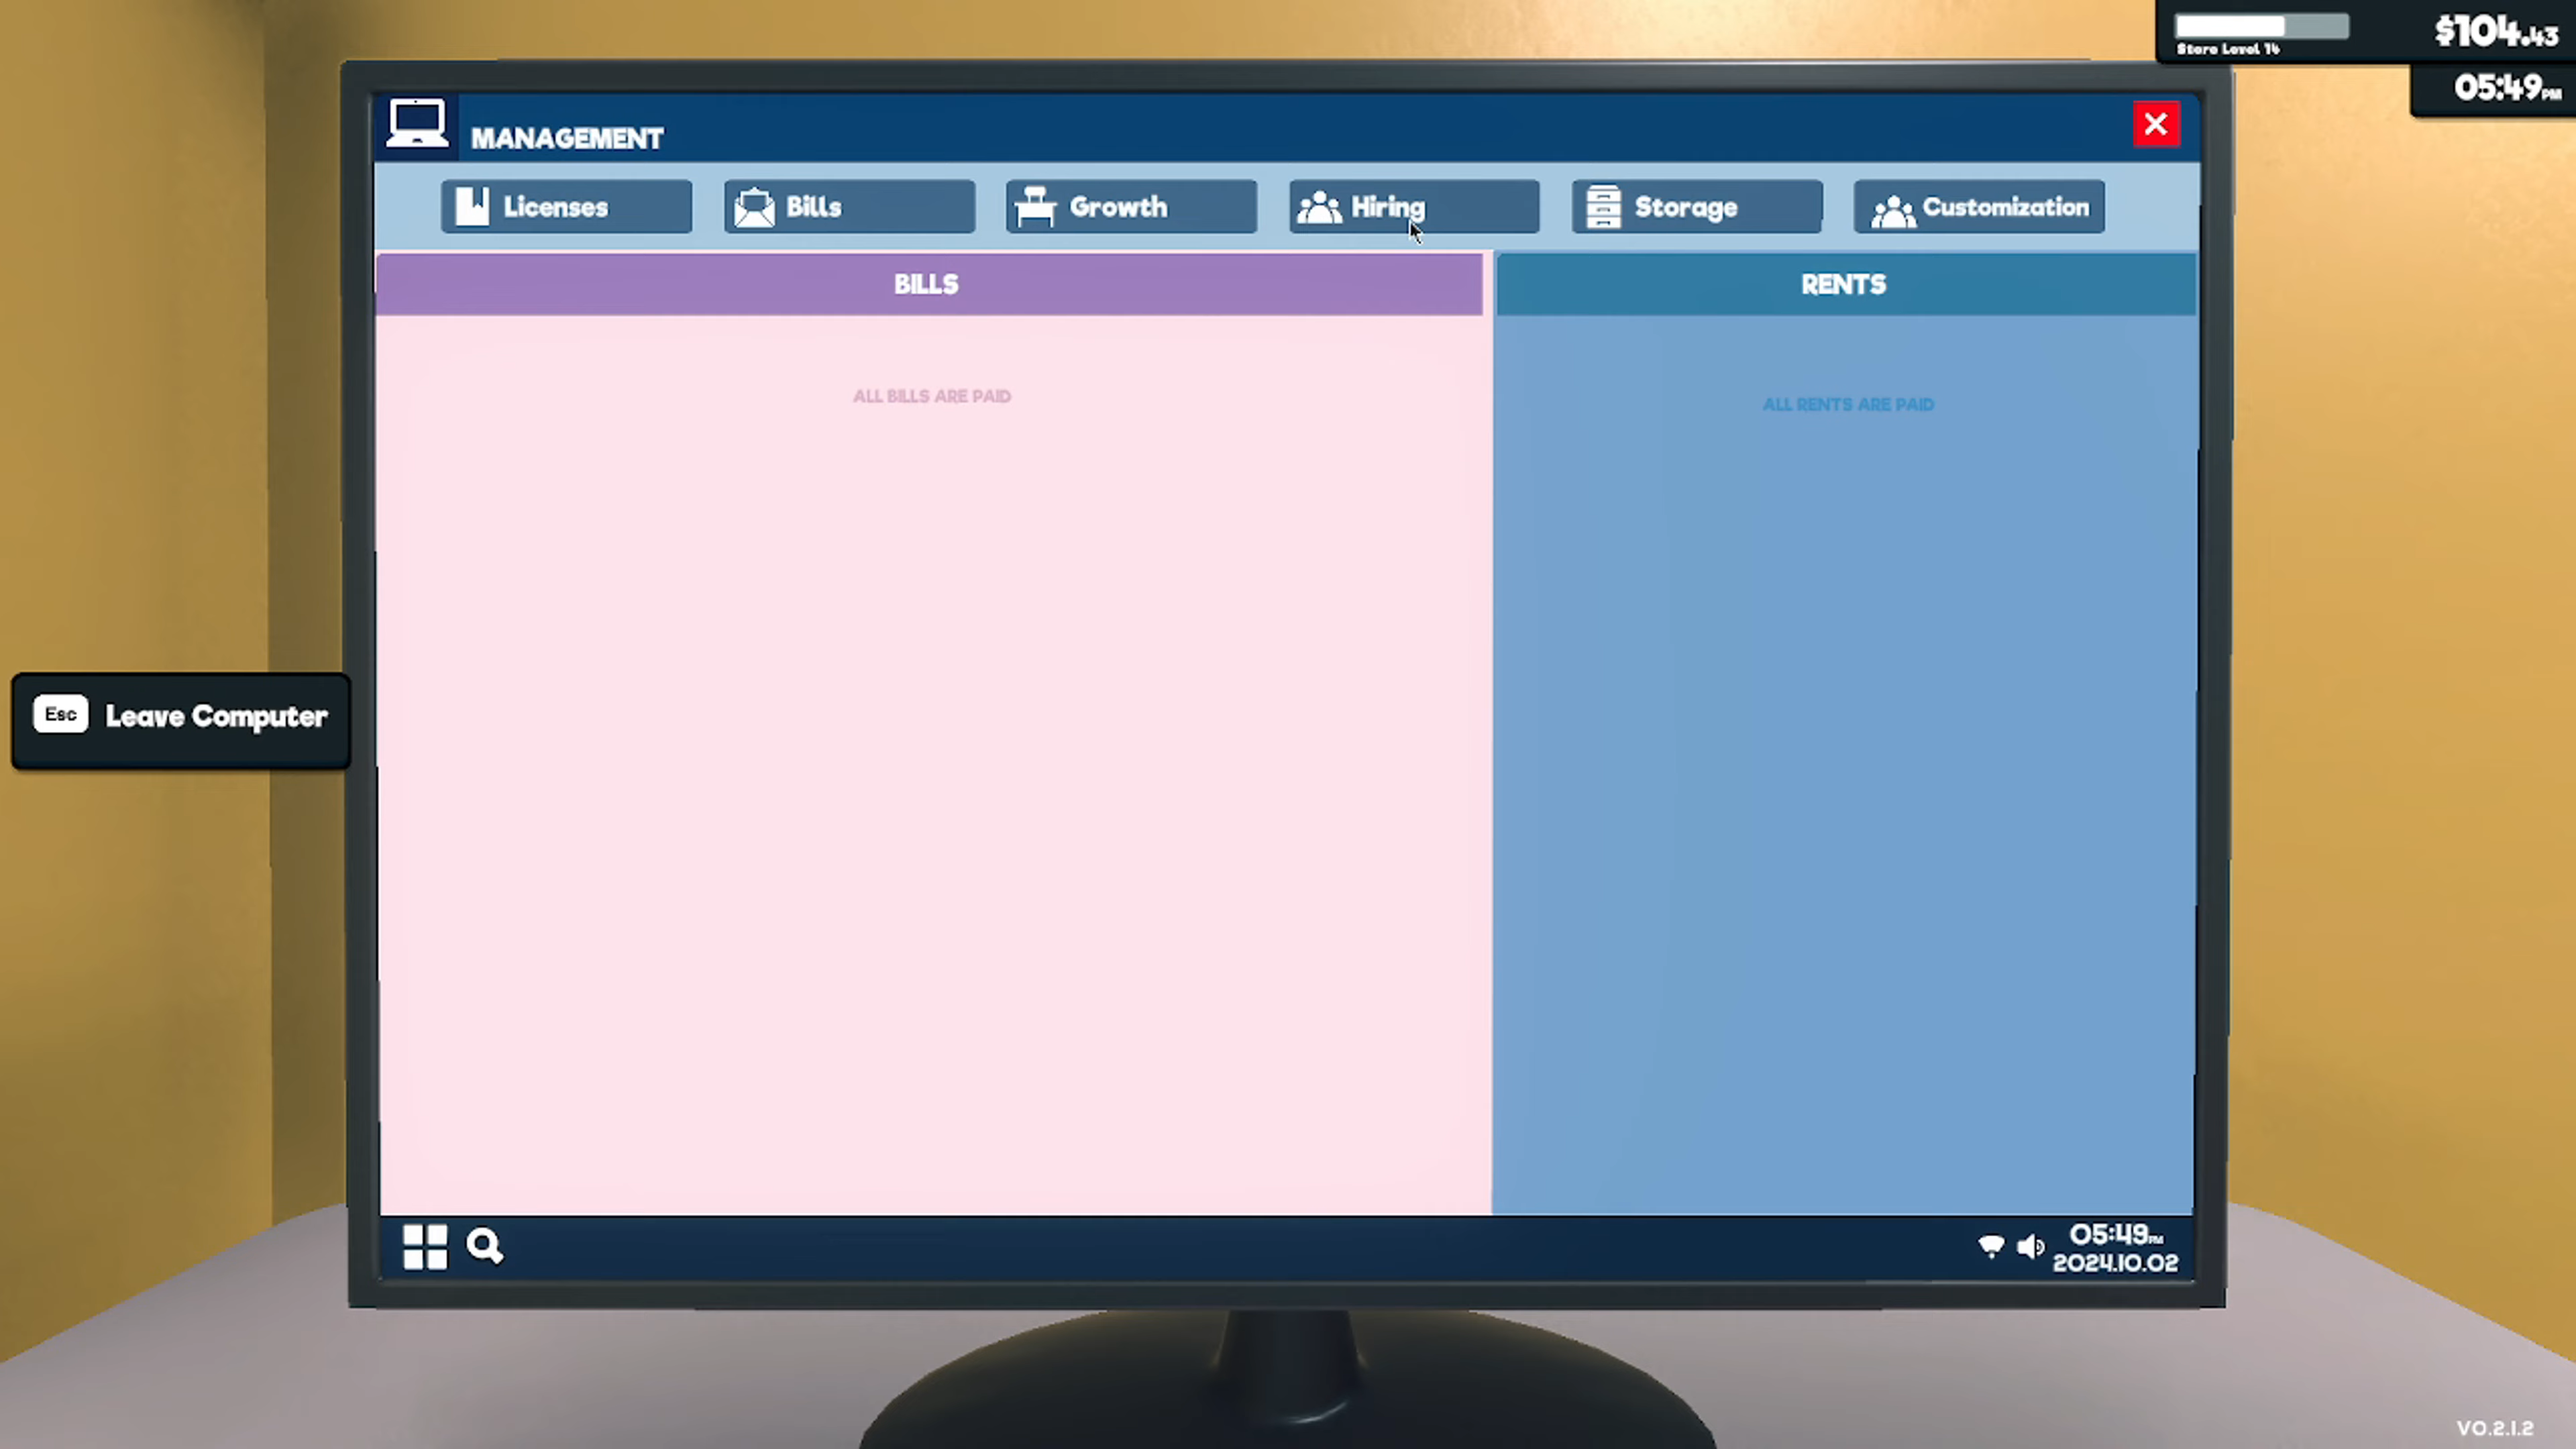 $104.43
Store Level 14
05:49PM
MANAGEMENT
Licenses
Bills
Growth
Hiring
Storage
Customization
BILLS
RENTS
ALL BILLS ARE PAID
ALL RENTS ARE PAID
Esc Leave Computer
05:49PM
2024.10.02
V0.2.1.2